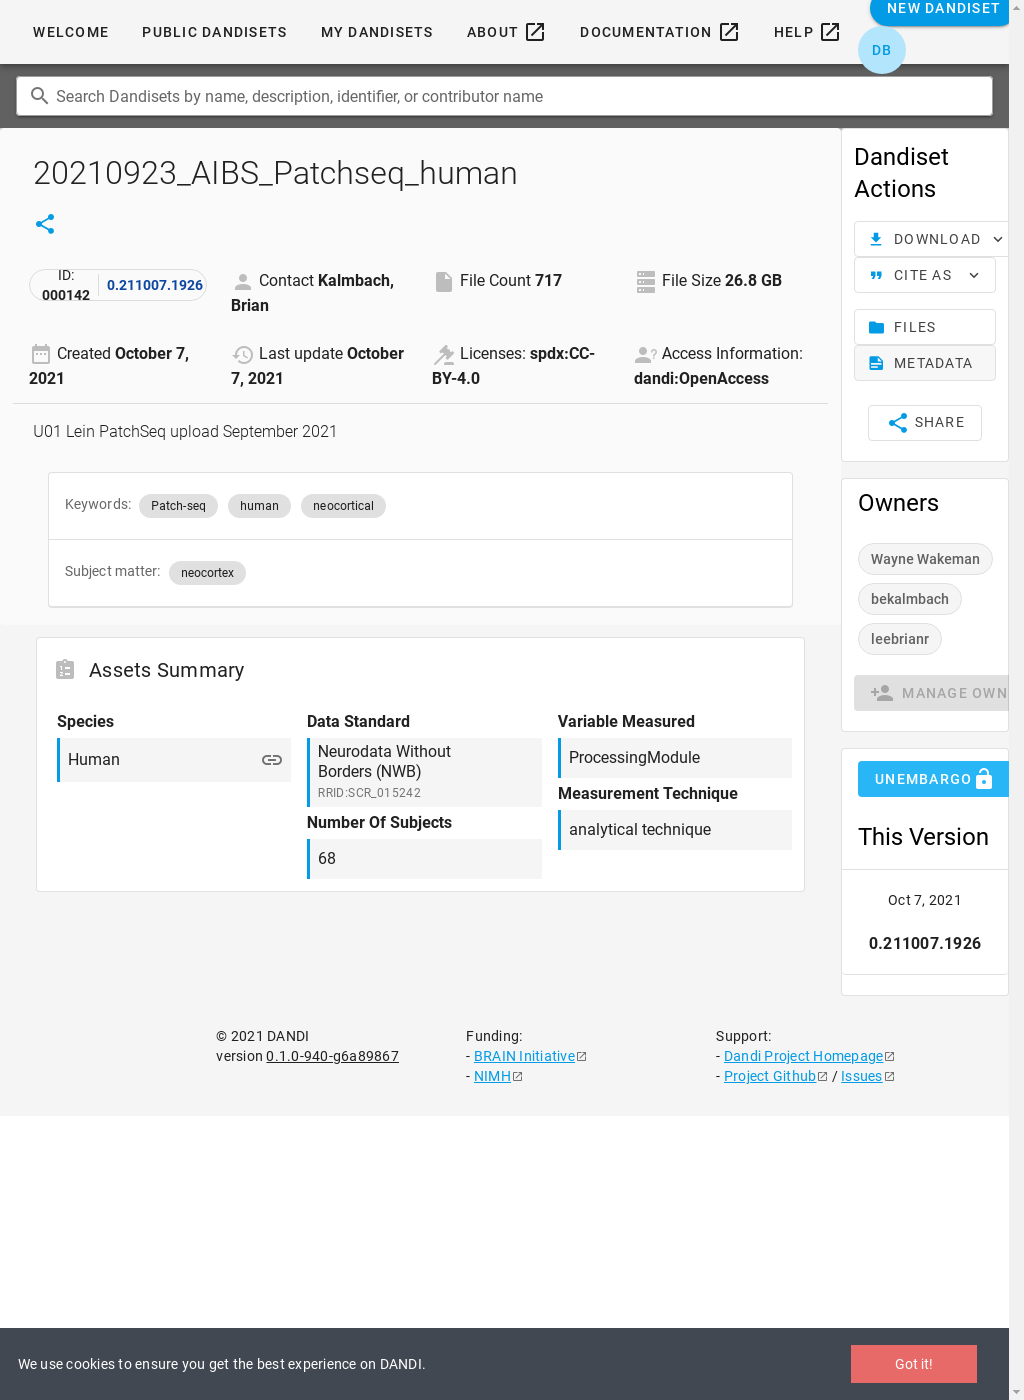 WELCOME PUBLIC DANDISETS MY DANDISETS ABOUT DOCUMENTATION HELP NEW DANDISET
DB
Search Dandisets by name, description, identifier, or contributor name
20210923_AIBS_Patchseq_human
ID:
000142 0.211007.1926
Contact Kalmbach,
Brian
File Count 717
File Size 26.8 GB
Created October 7,
2021
Last update October
7, 2021
Licenses: spdx:CC-
BY-4.0
Access Information:
dandi:OpenAccess
U01 Lein PatchSeq upload September 2021
Keywords: Patch-seq human neocortical
Subject matter: neocortex
Assets Summary
Species
Human
Data Standard
Neurodata Without
Borders (NWB)
RRID:SCR_015242
Number Of Subjects
68
Variable Measured
ProcessingModule
Measurement Technique
analytical technique
Dandiset
Actions
DOWNLOAD
CITE AS
FILES
METADATA
SHARE
Owners
Wayne Wakeman
bekalmbach
leebrianr
MANAGE OWN
UNEMBARGO
This Version
Oct 7, 2021
0.211007.1926
© 2021 DANDI
version 0.1.0-940-g6a89867
Funding:
- BRAIN Initiative
- NIMH
Support:
- Dandi Project Homepage
- Project Github / Issues
We use cookies to ensure you get the best experience on DANDI.
Got it!